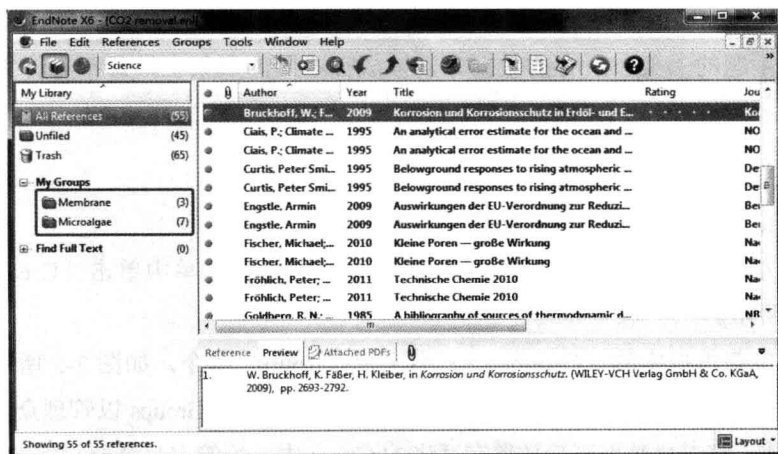 EndNote X6 - [CO2 removal.enl]
File Edit References Groups Tools Window Help
Science
My Library
All References (55)
Unfiled (45)
Trash (65)
My Groups
Membrane (3)
Microalgae (7)
Find Full Text (0)
Author Year Title Rating Jou
Bruckhoff, W.; F... 2009 Korrosion und Korrosionsschutz in Erdöl- und E... Ko
Ciais, P.; Climate ... 1995 An analytical error estimate for the ocean and ... NO
Ciais, P.; Climate ... 1995 An analytical error estimate for the ocean and ... NO
Curtis, Peter Smi... 1995 Belowground responses to rising atmospheric ... De
Curtis, Peter Smi... 1995 Belowground responses to rising atmospheric ... De
Engstle, Armin 2009 Auswirkungen der EU-Verordnung zur Reduzi... Ber
Engstle, Armin 2009 Auswirkungen der EU-Verordnung zur Reduzi... Ber
Fischer, Michael;... 2010 Kleine Poren — große Wirkung Na
Fischer, Michael;... 2010 Kleine Poren — große Wirkung Na
Fröhlich, Peter; ... 2011 Technische Chemie 2010 Na
Fröhlich, Peter; ... 2011 Technische Chemie 2010 Na
Goldberg, R. N.; ... 1985 A bibliography of sources of thermodynamic d... NB
Reference Preview Attached PDFs
1. W. Bruckhoff, K. Fäßer, H. Kleiber, in Korrosion und Korrosionsschutz. (WILEY-VCH Verlag GmbH & Co. KGaA,
2009), pp. 2693-2792.
Showing 55 of 55 references.
Layout